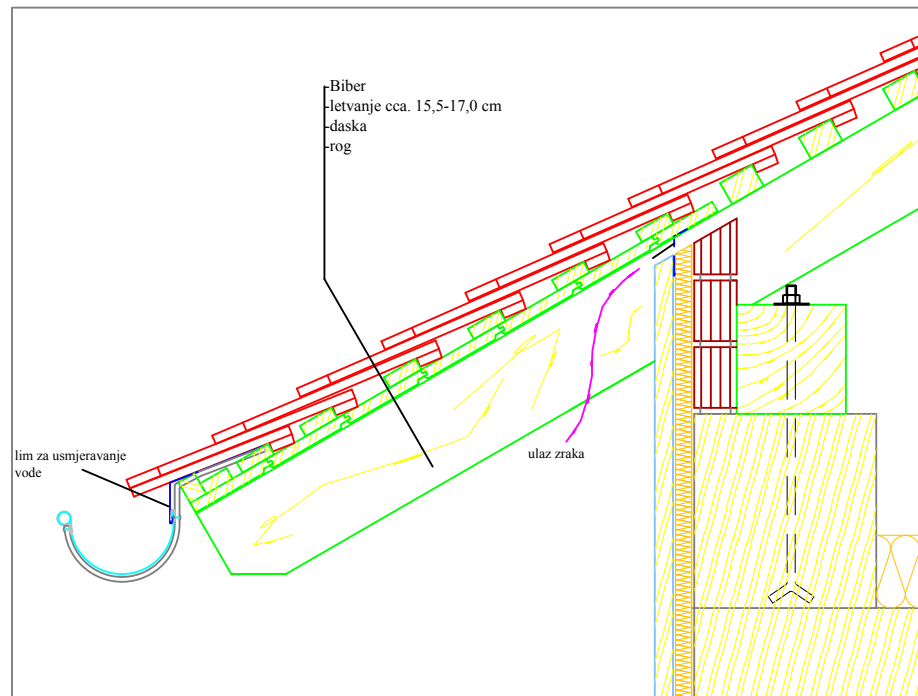 -Biber
-letvanje cca. 15,5-17,0 cm
-daska
-rog
lim za usmjeravanje
vode
ulaz zraka